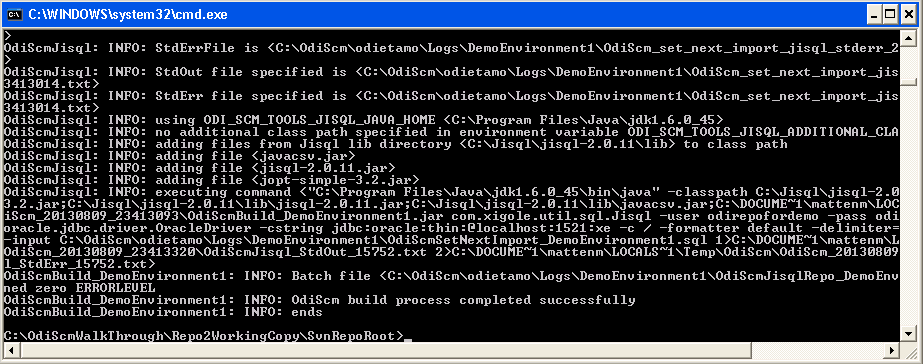 C:\WINDOWS\system32\cmd.exe
>
OdiScmJisql: INFO: StdErrFile is <C:\OdiScm\odietamo\Logs\DemoEnvironment1\OdiScm_set_next_import_jisql_stderr_2
>
OdiScmJisql: INFO: StdOut file specified is <C:\OdiScm\odietamo\Logs\DemoEnvironment1\OdiScm_set_next_import_jis
3413014.txt>
OdiScmJisql: INFO: StdErr file specified is <C:\OdiScm\odietamo\Logs\DemoEnvironment1\OdiScm_set_next_import_jis
3413014.txt>
OdiScmJisql: INFO: using ODI_SCM_TOOLS_JISQL_JAVA_HOME <C:\Program Files\Java\jdk1.6.0_45>
OdiScmJisql: INFO: no additional class path specified in environment variable ODI_SCM_TOOLS_JISQL_ADDITIONAL_CLA
OdiScmJisql: INFO: adding files from Jisql lib directory <C:\Jisql\jisql-2.0.11\lib> to class path
OdiScmJisql: INFO: adding file <javacsv.jar>
OdiScmJisql: INFO: adding file <jisql-2.0.11.jar>
OdiScmJisql: INFO: adding file <jopt-simple-3.2.jar>
OdiScmJisql: INFO: executing command <"C:\Program Files\Java\jdk1.6.0_45\bin\java" -classpath C:\Jisql\jisql-2.0
3.2.jar;C:\Jisql\jisql-2.0.11\lib\jisql-2.0.11.jar;C:\Jisql\jisql-2.0.11\lib\javacsv.jar;C:\DOCUME~1\mattenm\LOC
iScm_20130809_23413093\OdiScmBuild_DemoEnvironment1.jar com.xigole.util.sql.Jisql -user odirepofordemo -pass odi
oracle.jdbc.driver.OracleDriver -cstring jdbc:oracle:thin:@localhost:1521:xe -c / -formatter default -delimiter=
-input C:\OdiScm\odietamo\Logs\DemoEnvironment1\OdiScmSetNextImport_DemoEnvironment1.sql 1>C:\DOCUME~1\mattenm\L
OdiScm_20130809_23413320\OdiScmJisql_StdOut_15752.txt 2>C:\DOCUME~1\mattenm\LOCALS~1\Temp\OdiScm\OdiScm_20130809
l_StdErr_15752.txt>
OdiScmBuild_DemoEnvironment1: INFO: Batch file <C:\OdiScm\odietamo\Logs\DemoEnvironment1\OdiScmJisqlRepo_DemoEnv
ned zero ERRORLEVEL
OdiScmBuild_DemoEnvironment1: INFO: OdiScm build process completed successfully
OdiScmBuild_DemoEnvironment1: INFO: ends
C:\OdiScmWalkThrough\Repo2WorkingCopy\SvnRepoRoot>_